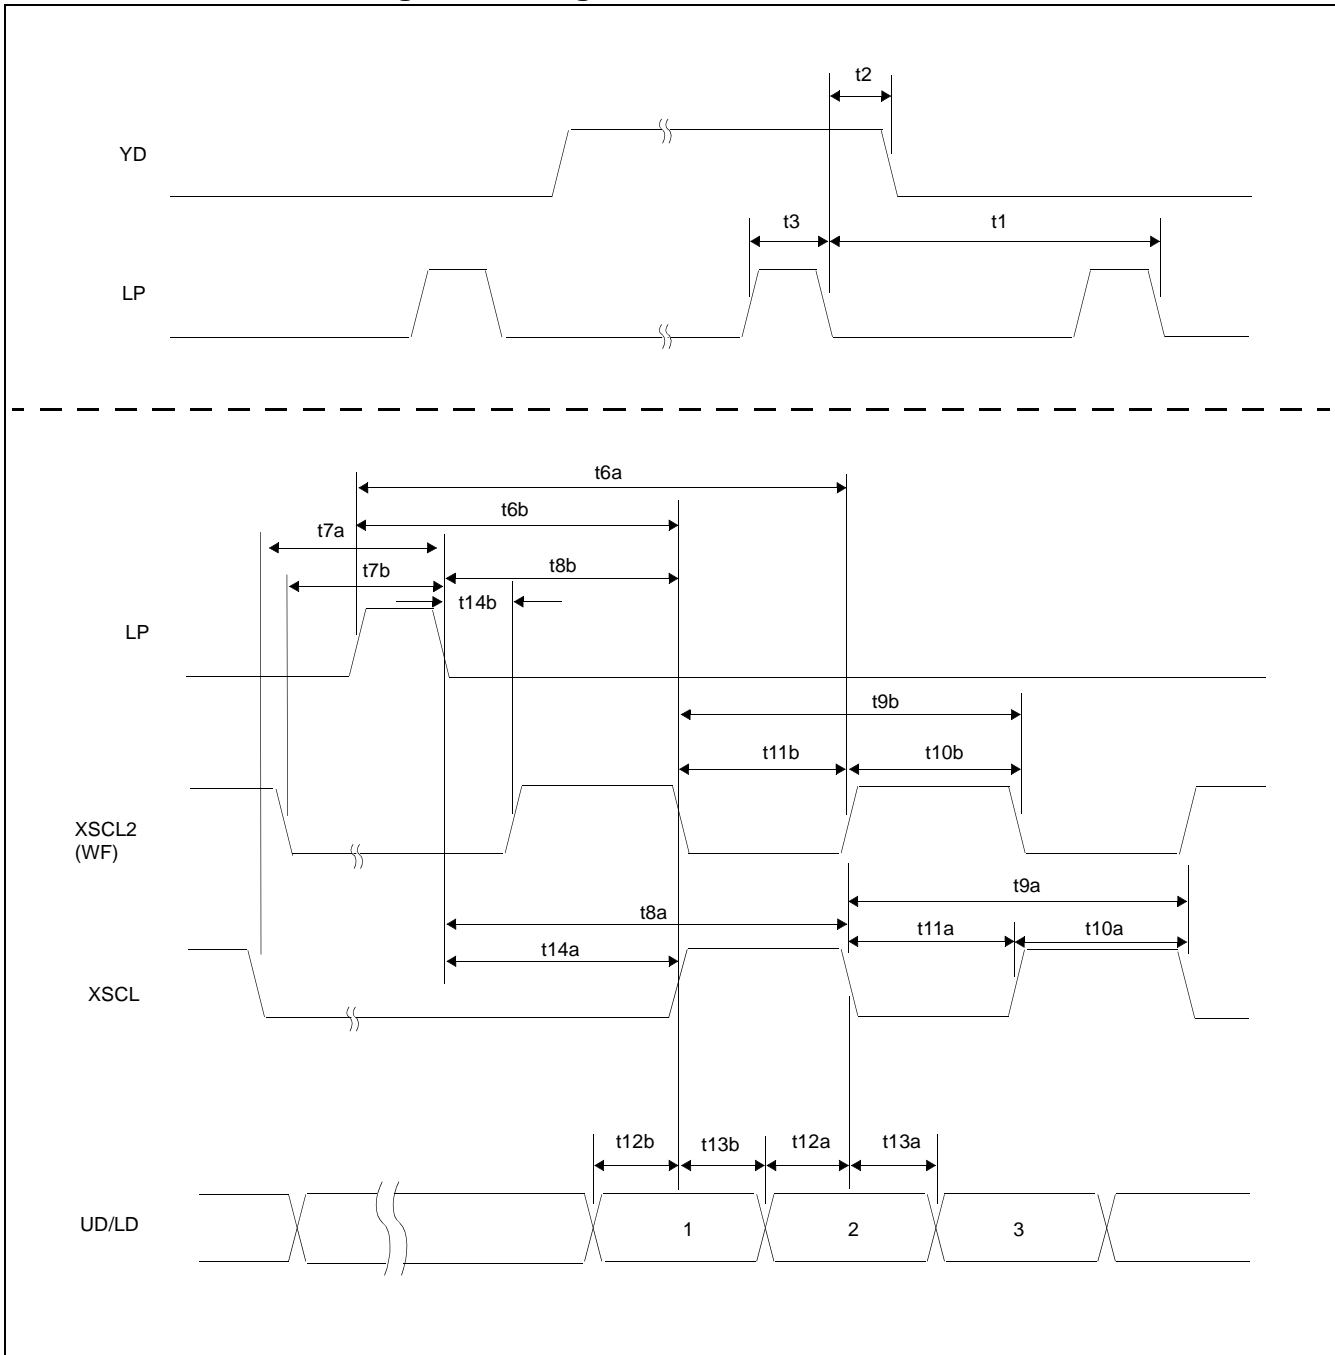 t2
YD
t3
t1
LP
t6a
t6b
t7a
t7b
t8b
t14b
LP
t9b
t11b
t10b
XSCL2
(WF)
t9a
t8a
t11a
t10a
t14a
XSCL
t12b
t13b
t12a
t13a
UD/LD
1
2
3